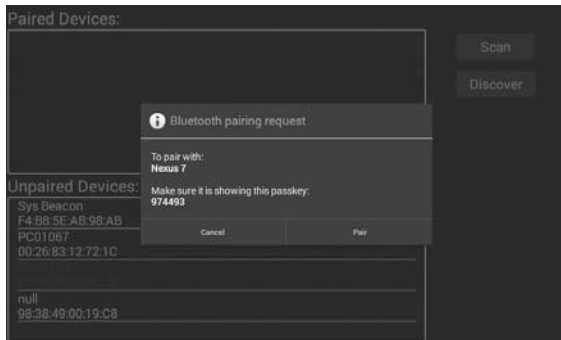 Paired Devices:
Scan
Discover
Bluetooth pairing request
To pair with:
Nexus 7
Make sure it is showing this passkey:
974493
Cancel
Pair
Unpaired Devices:
Sys Beacon
F4:B8:5E:AB:98:AB
PC01067
00:26:83:12:72:1C
null
98:38:49:00:19:C8